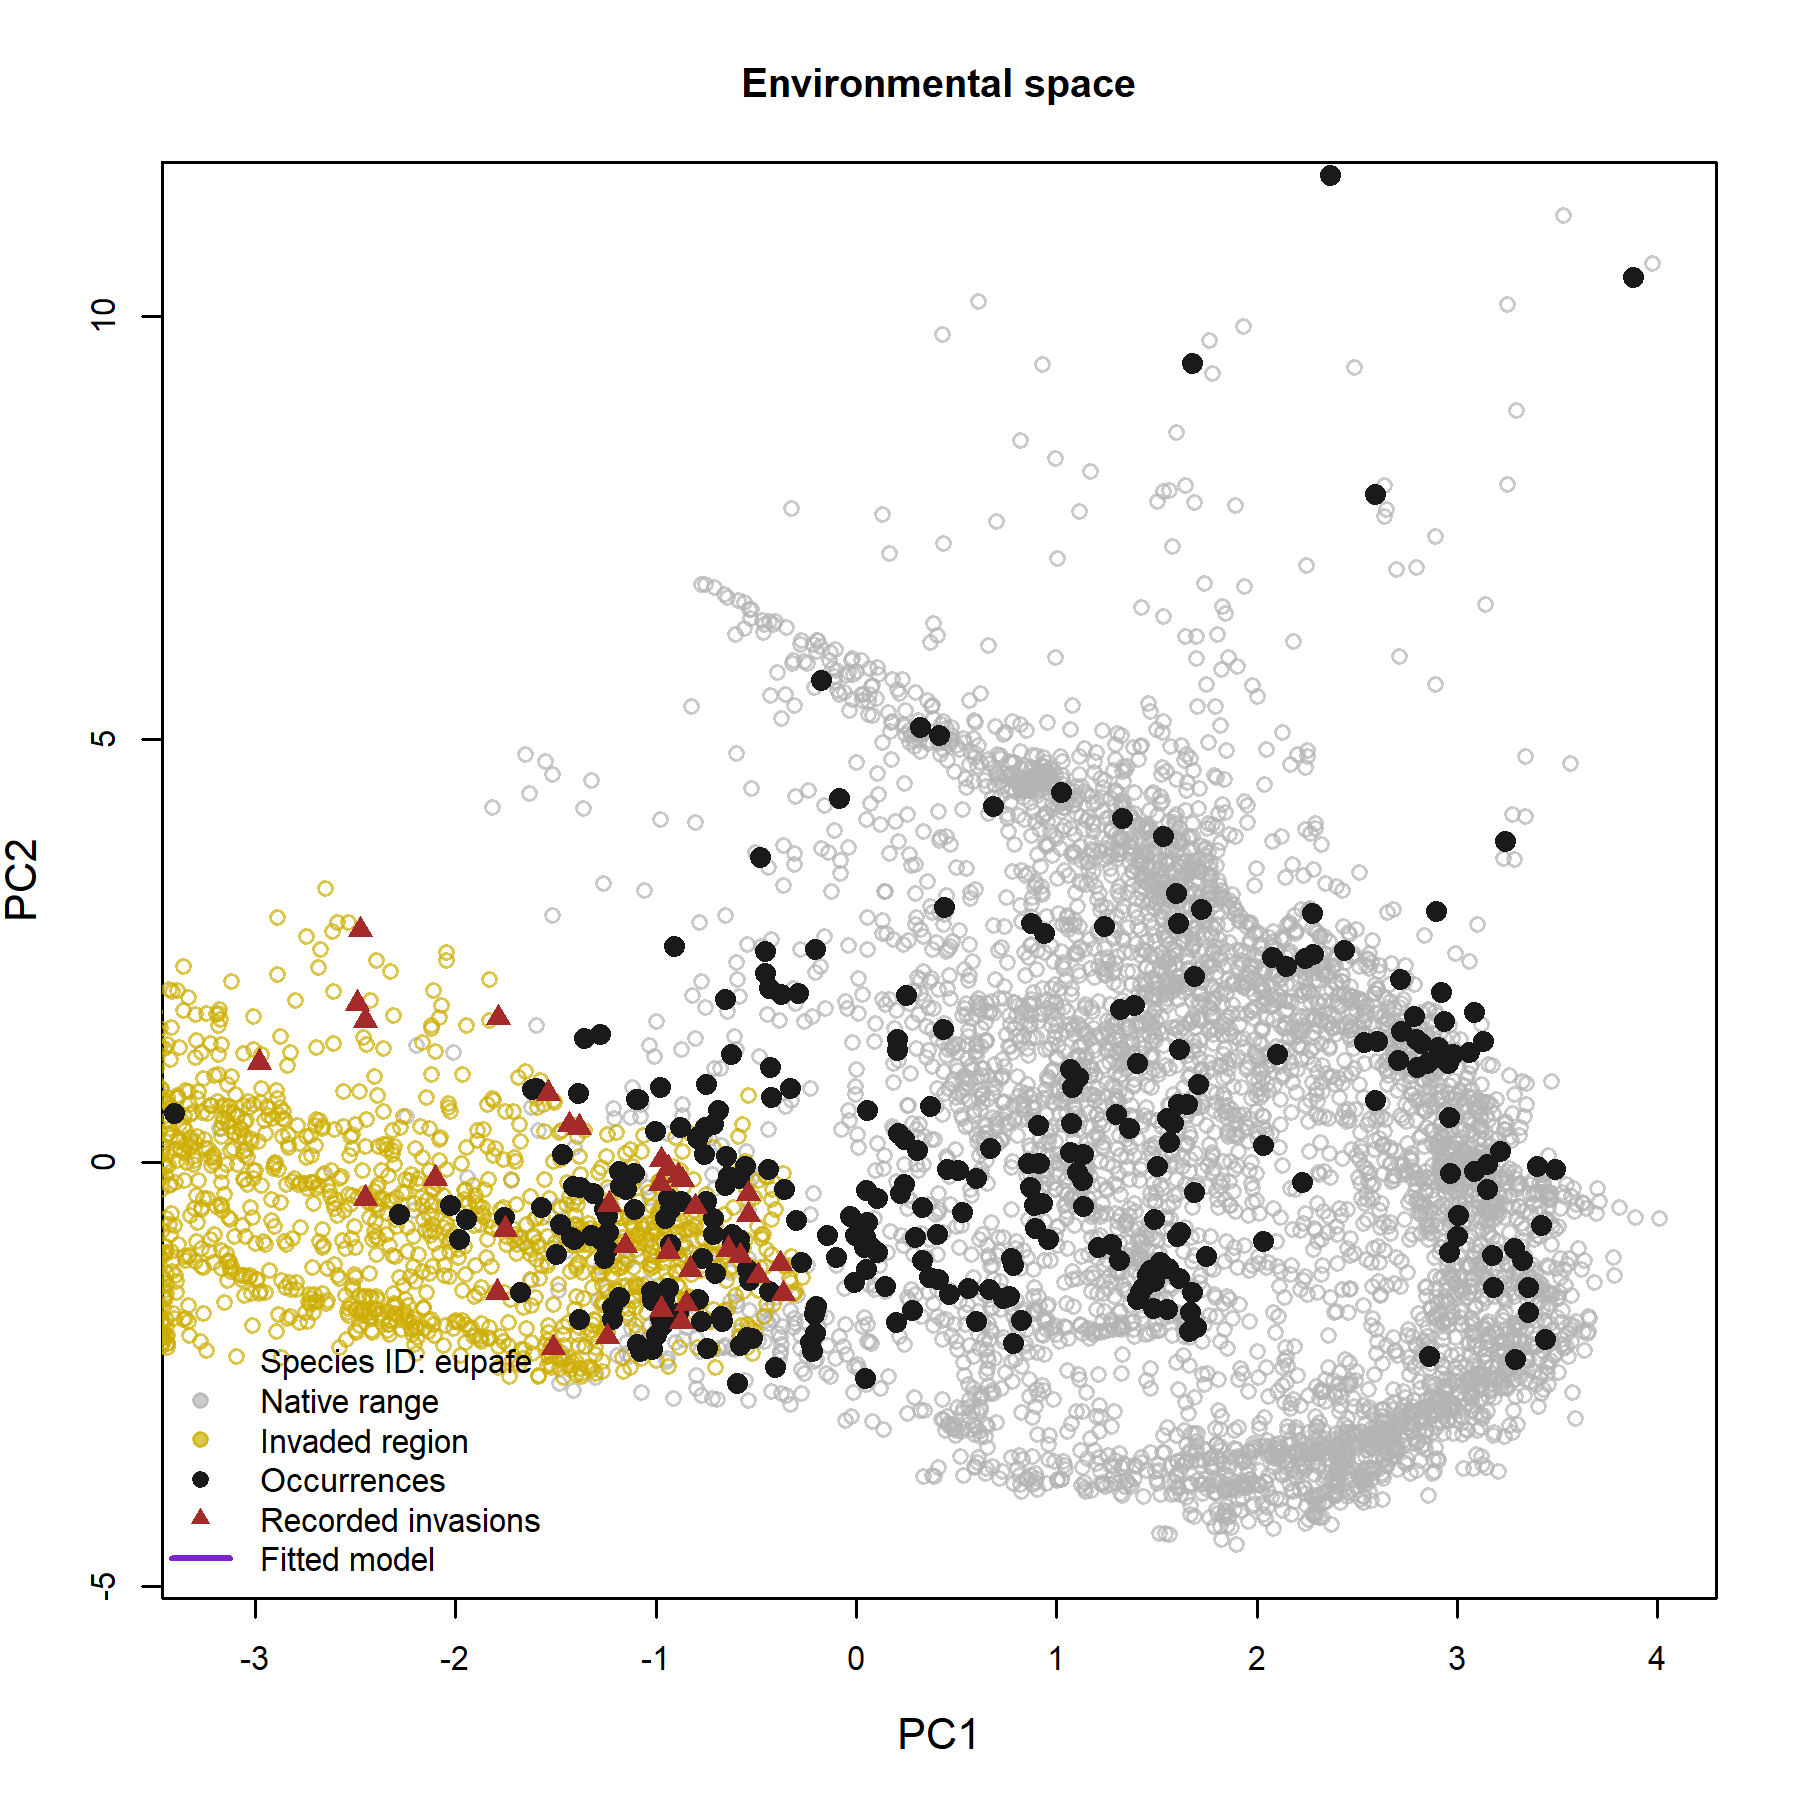 Environmental space
10
5
0
-5
PC2
Species ID: eupafe
Native range
Invaded region
Occurrences
Recorded invasions
Fitted model
-3 -2 -1 0 1 2 3 4
PC1